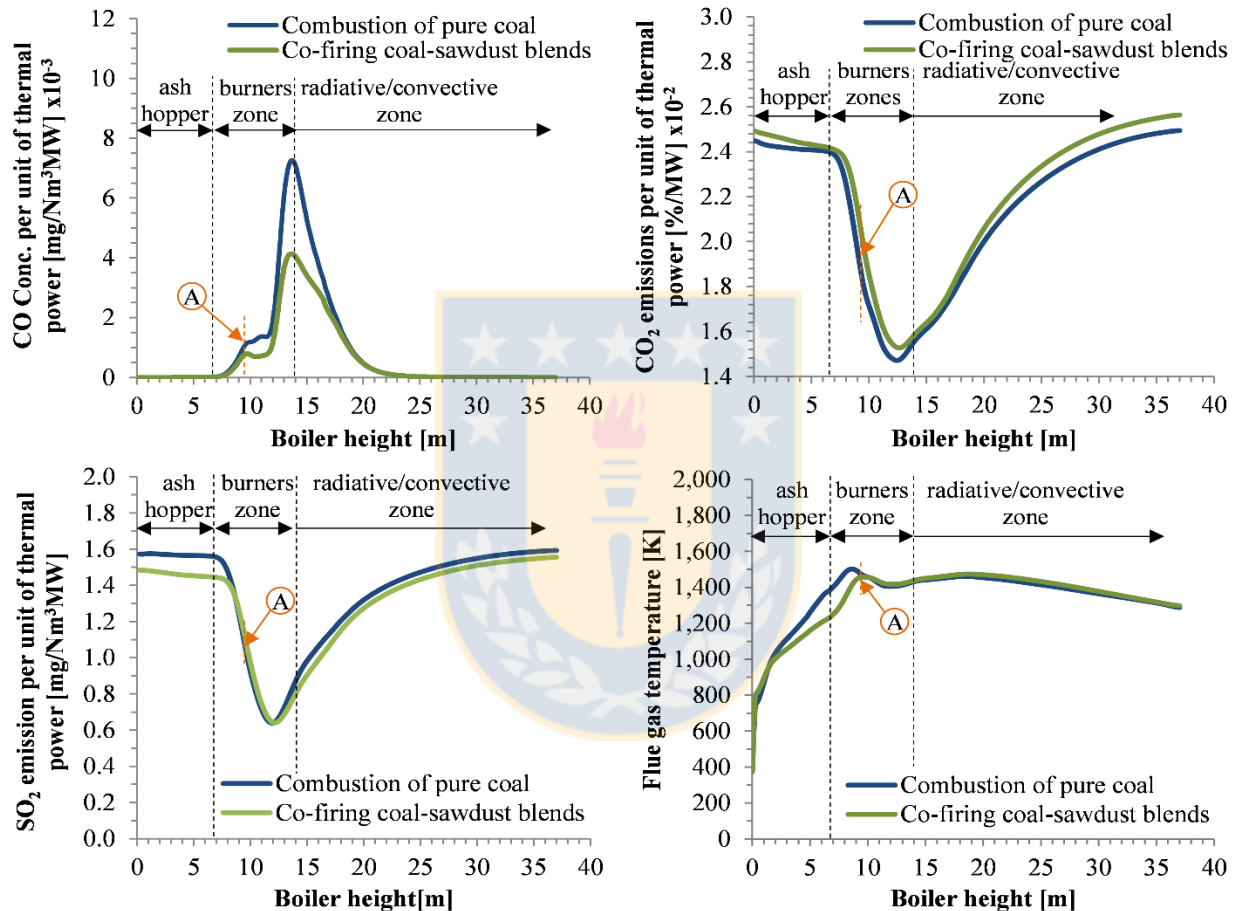 CO Conc. per unit of thermal
power [mg/Nm³MW] x10⁻³
12
10
8
6
4
2
0
Combustion of pure coal
Co-firing coal-sawdust blends
ash
hopper
burners
zone
radiative/convective
zone
A
0 5 10 15 20 25 30 35 40
Boiler height [m]
CO₂ emissions per unit of thermal
power [%/MW] x10⁻²
3.0
2.8
2.6
2.4
2.2
2.0
1.8
1.6
1.4
Combustion of pure coal
Co-firing coal-sawdust blends
ash
hopper
burners
zones
radiative/convective
zone
A
0 5 10 15 20 25 30 35 40
Boiler height [m]
SO₂ emission per unit of thermal
power [mg/Nm³MW]
2.0
1.8
1.6
1.4
1.2
1.0
0.8
0.6
0.4
0.2
0.0
ash
hopper
burners
zone
radiative/convective
zone
A
Combustion of pure coal
Co-firing coal-sawdust blends
0 5 10 15 20 25 30 35 40
Boiler height[m]
Flue gas temperature [K]
2,000
1,800
1,600
1,400
1,200
1,000
800
600
400
200
0
ash
hopper
burners
zone
radiative/convective
zone
A
Combustion of pure coal
Co-firing coal-sawdust blends
0 5 10 15 20 25 30 35 40
Boiler height [m]